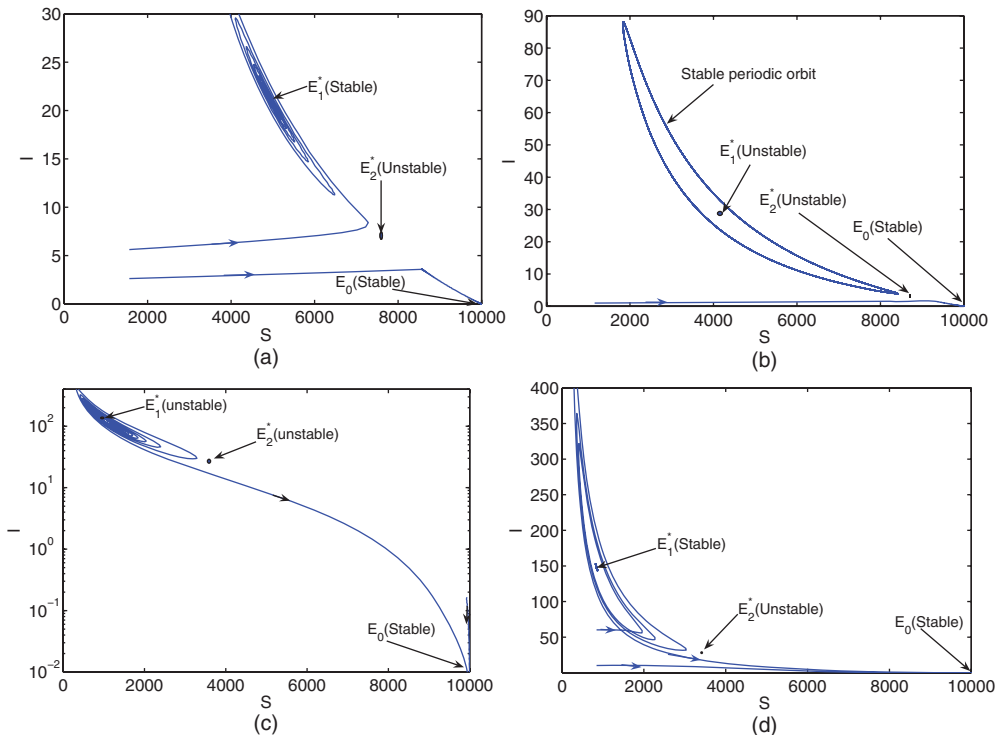 30
25
20
15
10
5
0
I
0 2000 4000 6000 8000 10000
S
E*1(Stable)
E*2(Unstable)
E0(Stable)
(a)
90
80
70
60
50
40
30
20
10
0
I
0 2000 4000 6000 8000 10000
S
Stable periodic orbit
E*1(Unstable)
E*2(Unstable)
E0(Stable)
(b)
10^2
10^1
10^0
10^−1
10^−2
I
0 2000 4000 6000 8000 10000
S
E*1(unstable)
E*2(unstable)
E0(Stable)
(c)
400
350
300
250
200
150
100
50
I
0 2000 4000 6000 8000 10000
S
E*1(Stable)
E*2(Unstable)
E0(Stable)
(d)